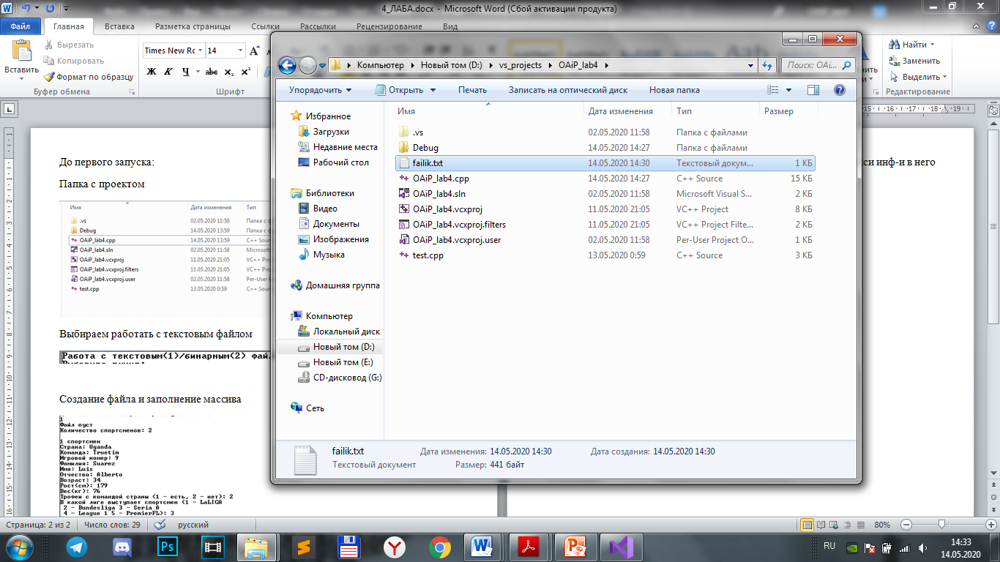 4_ЛАБА.docx - Microsoft Word (Сбой активации продукта)
Файл Главная Вставка Разметка страницы Ссылки Рассылки Рецензирование Вид
Вставить
Вырезать
Копировать
Формат по образцу
Буфер обмена
Times New Ro 14
Ж К Ч abc x₂ x²
Шрифт
Найти
Заменить
Выделить
Редактирование
Компьютер Новый том (D:) vs_projects OAiP_lab4
Поиск: OAi...
Упорядочить Открыть Печать Записать на оптический диск Новая папка
Избранное
Загрузки
Недавние места
Рабочий стол
Библиотеки
Видео
Документы
Изображения
Музыка
Домашняя группа
Компьютер
Локальный диск
Новый том (D:)
Новый том (E:)
CD-дисковод (G:)
Сеть
Имя Дата изменения Тип Размер
.vs 02.05.2020 11:58 Папка с файлами
Debug 14.05.2020 14:27 Папка с файлами
failik.txt 14.05.2020 14:30 Текстовый докум... 1 КБ
OAiP_lab4.cpp 14.05.2020 14:27 C++ Source 15 КБ
OAiP_lab4.sln 02.05.2020 11:58 Microsoft Visual S... 2 КБ
OAiP_lab4.vcxproj 11.05.2020 21:05 VC++ Project 8 КБ
OAiP_lab4.vcxproj.filters 11.05.2020 21:05 VC++ Project Filte... 2 КБ
OAiP_lab4.vcxproj.user 02.05.2020 11:58 Per-User Project O... 1 КБ
test.cpp 13.05.2020 0:59 C++ Source 3 КБ
failik.txt Дата изменения: 14.05.2020 14:30 Дата создания: 14.05.2020 14:30
Текстовый документ Размер: 441 байт
15 16 17 18 19
До первого запуска:
Папка с проектом
Имя Дата изменения Тип
.vs 02.05.2020 11:58 Папка с ф
Debug 14.05.2020 13:59 Папка с ф
OAiP_lab4.cpp 14.05.2020 13:59 C++ Sourc
OAiP_lab4.sln 02.05.2020 11:58 Microsoft
OAiP_lab4.vcxproj 11.05.2020 21:05 VC++ Pro
OAiP_lab4.vcxproj.filters 11.05.2020 21:05 VC++ Pro
OAiP_lab4.vcxproj.user 02.05.2020 11:58 Per-User P
test.cpp 13.05.2020 0:59 C++ Sourc
Выбираем работать с текстовым файлом
Работа с текстовым(1)/бинарным(2) фай
Создание файла и заполнение массива
1
Файл пуст
Количество спортсменов: 2
1 спортсмен
Страна: Uganda
Команда: Truetim
Игровой номер: 9
Фамилия: Suarez
Имя: Luis
Отчество: Alberto
Возраст: 34
Рост(см): 179
Вес(кг): 76
Трофеи с командой страны (1 - есть, 2 - нет): 2
В какой лиге выступает спортсмен (1 - LaLIGA
2 - Bundesliga 3 - Seria A
4 - League 1 5 - PremierFL): 3
си инф-и в него
Страница: 2 из 2 Число слов: 29 русский
80%
RU
14:33
14.05.2020